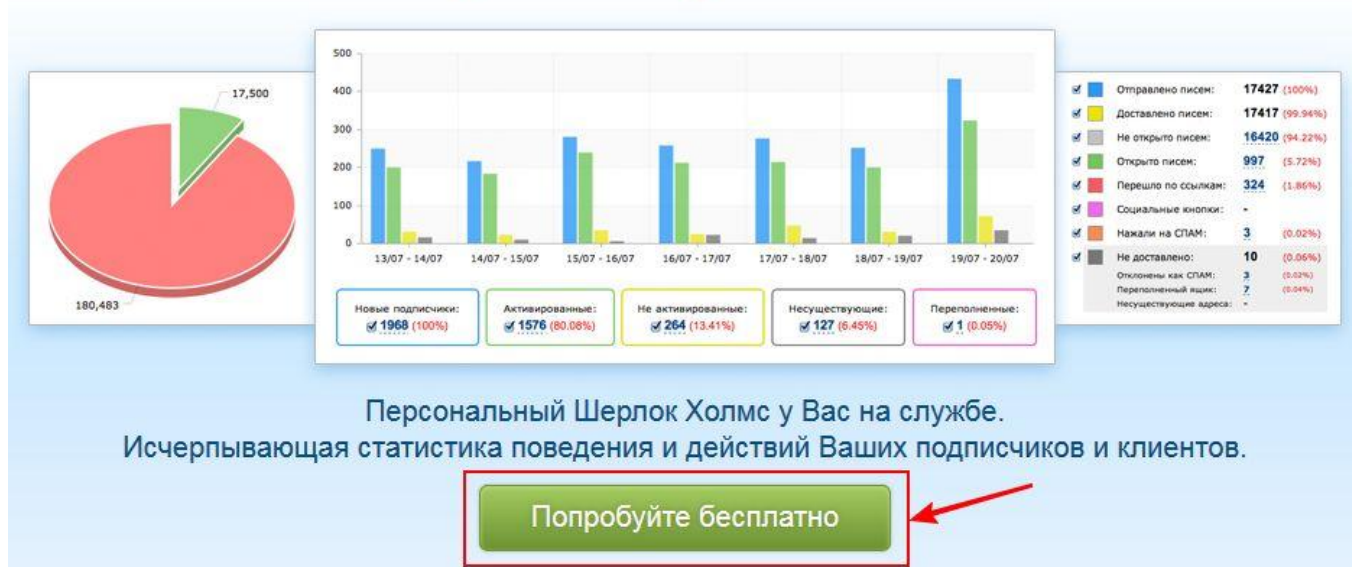 17,500
180,483
500
400
300
200
100
0
13/07 - 14/07
14/07 - 15/07
15/07 - 16/07
16/07 - 17/07
17/07 - 18/07
18/07 - 19/07
19/07 - 20/07
Новые подписчики:
1968 (100%)
Активированные:
1576 (80.08%)
Не активированные:
264 (13.41%)
Несуществующие:
127 (6.45%)
Переполненные:
1 (0.05%)
Отправлено писем: 17427 (100%)
Доставлено писем: 17417 (99.94%)
Не открыто писем: 16420 (94.22%)
Открыто писем: 997 (5.72%)
Перешло по ссылкам: 324 (1.86%)
Социальные кнопки: -
Нажали на СПАМ: 3 (0.02%)
Не доставлено: 10 (0.06%)
Отклонены как СПАМ: 3 (0.02%)
Переполненный ящик: 7 (0.04%)
Несуществующие адреса: -
Персональный Шерлок Холмс у Вас на службе.
Исчерпывающая статистика поведения и действий Ваших подписчиков и клиентов.
Попробуйте бесплатно